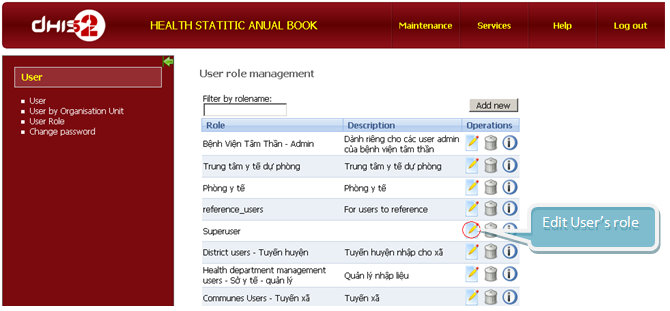 dhis2
HEALTH STATITIC ANUAL BOOK
Maintenance
Services
Help
Log out
User
User
User by Organisation Unit
User Role
Change password
User role management
Filter by rolename:
Add new
Role Description Operations
Bệnh Viện Tâm Thần - Admin
Dành riêng cho các user admin
của bệnh viện tâm thần
Trung tâm y tế dự phòng
Trung tâm y tế dự phòng
Phòng y tế
Phòng y tế
reference_users
For users to reference
Superuser
Edit User's role
District users - Tuyến huyện
Tuyến huyện nhập cho xã
Health department management
users - Sở y tế - quản lý
Quản lý nhập liệu
Communes Users - Tuyến xã
Tuyến xã